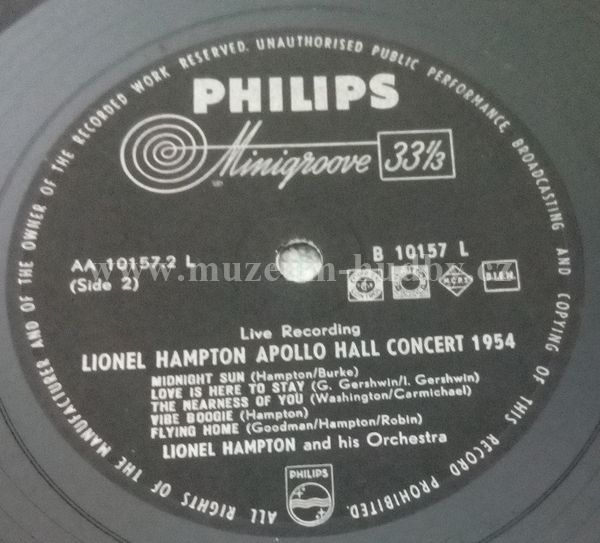 ALL RIGHTS OF THE MANUFACTURER AND OF THE OWNER OF THE RECORDED WORK RESERVED. UNAUTHORISED PUBLIC PERFORMANCE, BROADCASTING AND COPYING OF THIS RECORD PROHIBITED.
PHILIPS
Minigroove 33⅓
AA 10157.2 L
(Side 2)
B 10157 L
M.C.P.S.
B.I.E.M.
Live Recording
LIONEL HAMPTON APOLLO HALL CONCERT 1954
MIDNIGHT SUN (Hampton/Burke)
LOVE IS HERE TO STAY (G. Gershwin/I. Gershwin)
THE NEARNESS OF YOU (Washington/Carmichael)
VIBE BOOGIE (Hampton)
FLYING HOME (Goodman/Hampton/Robin)
LIONEL HAMPTON and his Orchestra
PHILIPS